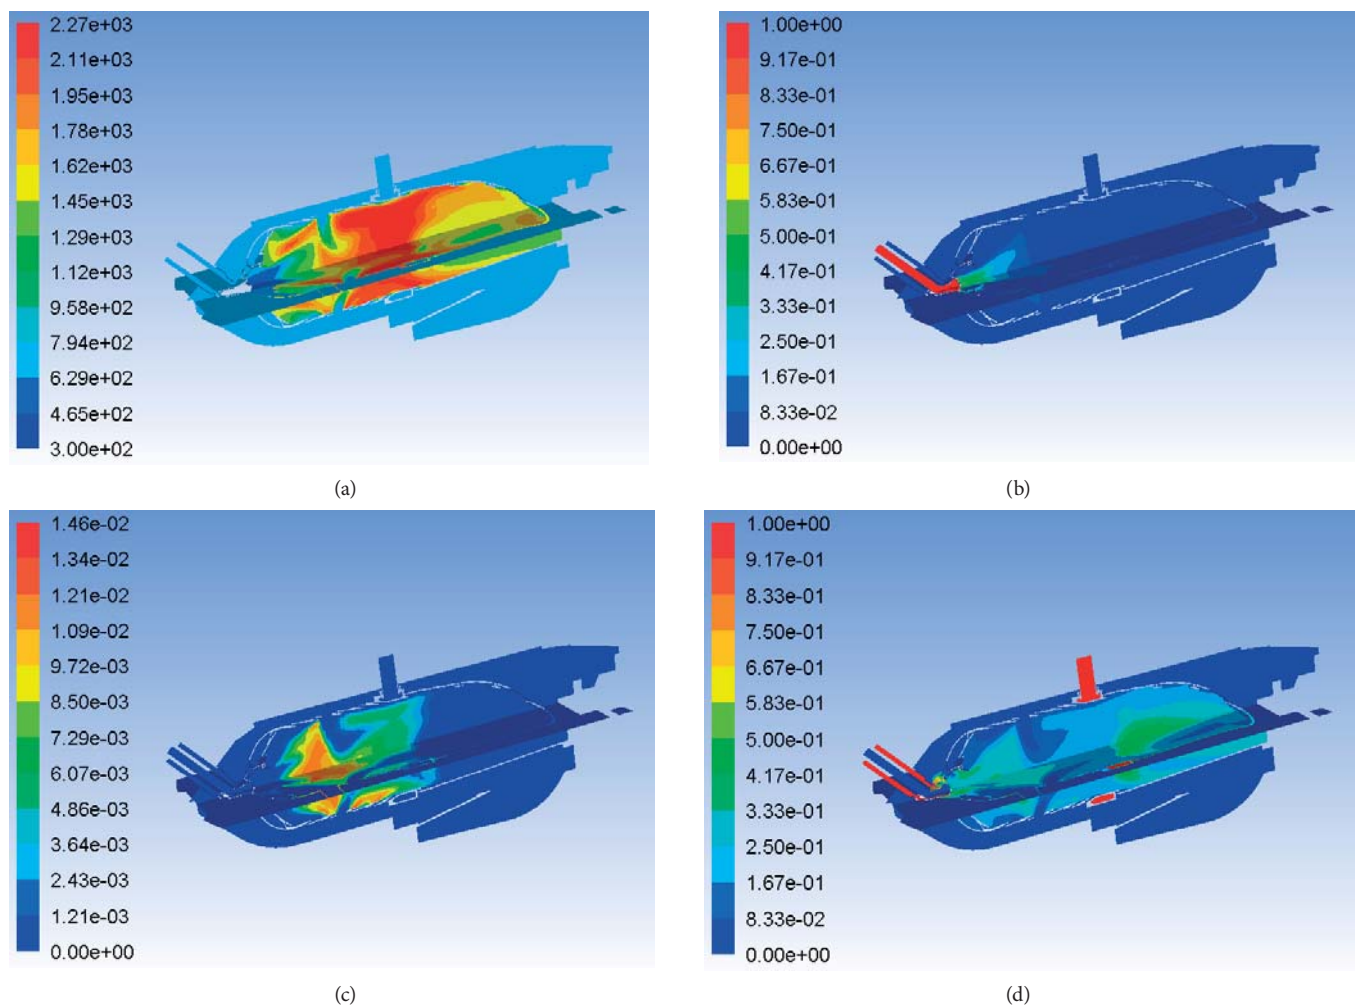 2.27e+03
2.11e+03
1.95e+03
1.78e+03
1.62e+03
1.45e+03
1.29e+03
1.12e+03
9.58e+02
7.94e+02
6.29e+02
4.65e+02
3.00e+02
(a)
1.00e+00
9.17e-01
8.33e-01
7.50e-01
6.67e-01
5.83e-01
5.00e-01
4.17e-01
3.33e-01
2.50e-01
1.67e-01
8.33e-02
0.00e+00
(b)
1.46e-02
1.34e-02
1.21e-02
1.09e-02
9.72e-03
8.50e-03
7.29e-03
6.07e-03
4.86e-03
3.64e-03
2.43e-03
1.21e-03
0.00e+00
(c)
1.00e+00
9.17e-01
8.33e-01
7.50e-01
6.67e-01
5.83e-01
5.00e-01
4.17e-01
3.33e-01
2.50e-01
1.67e-01
8.33e-02
0.00e+00
(d)